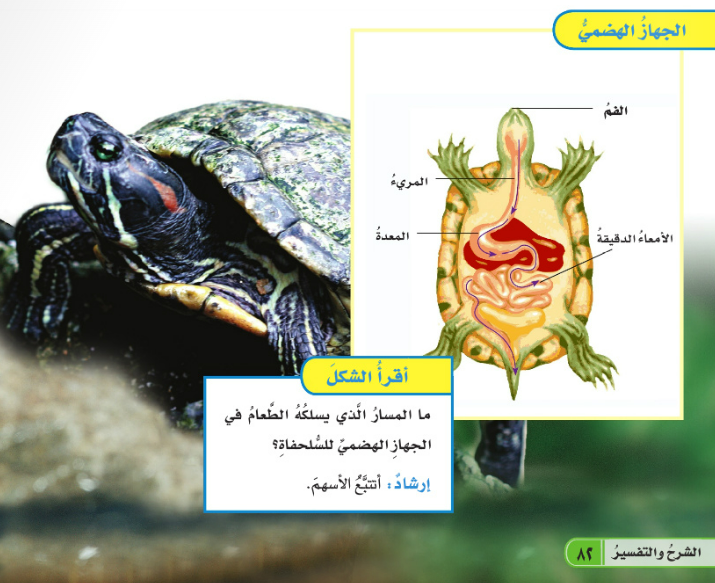 الجهازُ الهضميُّ
الفمُ
المريءُ
المعدةُ
الأمعاءُ الدقيقةُ
أقرأُ الشكلَ
ما المسارُ الَّذي يسلكُهُ الطَّعامُ في
الجهازِ الهضميِّ للسُّلحفاةِ؟
إرشادٌ: أتتبَّعُ الأسهمَ.
الشرحُ والتفسيرُ ٨٢